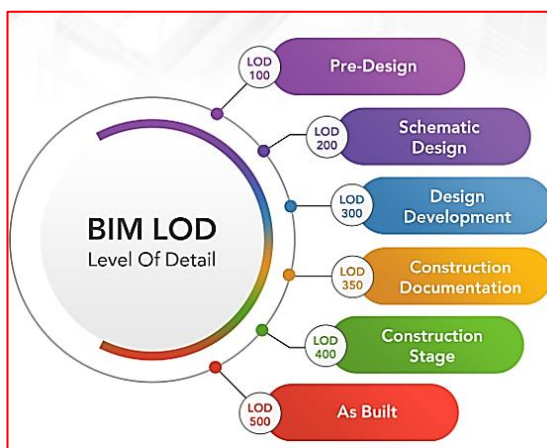 LOD
100
Pre-Design
LOD
200
Schematic
Design
BIM LOD
Level Of Detail
LOD
300
Design
Development
LOD
350
Construction
Documentation
LOD
400
Construction
Stage
LOD
500
As Built